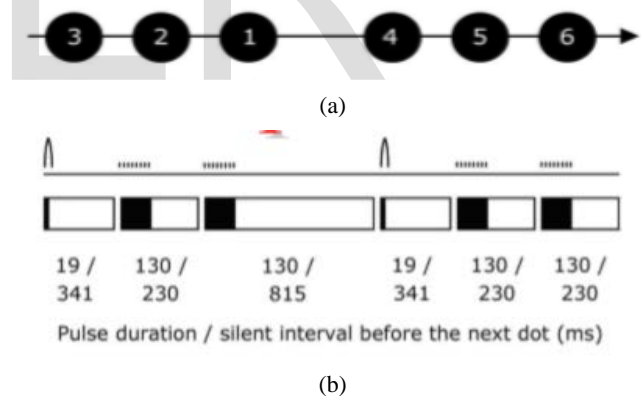 3 2 1 4 5 6
(a)
19 / 130 / 130 / 19 / 130 / 130 /
341 230 815 341 230 230
Pulse duration / silent interval before the next dot (ms)
(b)